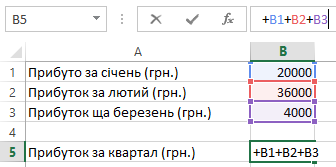 B5 fx +B1+B2+B3
A B
1 Прибуто за січень (грн.) 20000
2 Прибуток за лютий (грн.) 36000
3 Прибуток ща березень (грн.) 4000
4
5 Прибуток за квартал (грн.) +B1+B2+B3